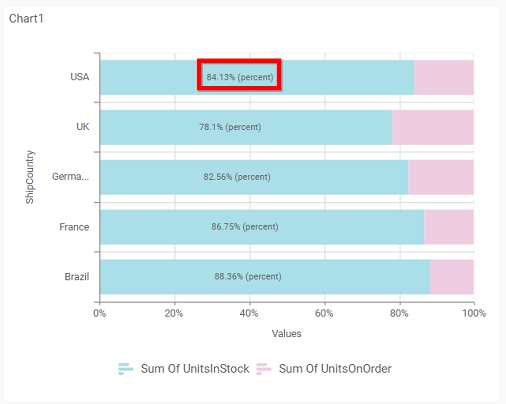 Chart1
USA
84.13% (percent)
UK
78.1% (percent)
Germa...
82.56% (percent)
France
86.75% (percent)
Brazil
88.36% (percent)
ShipCountry
0%
20%
40%
60%
80%
100%
Values
Sum Of UnitsInStock
Sum Of UnitsOnOrder